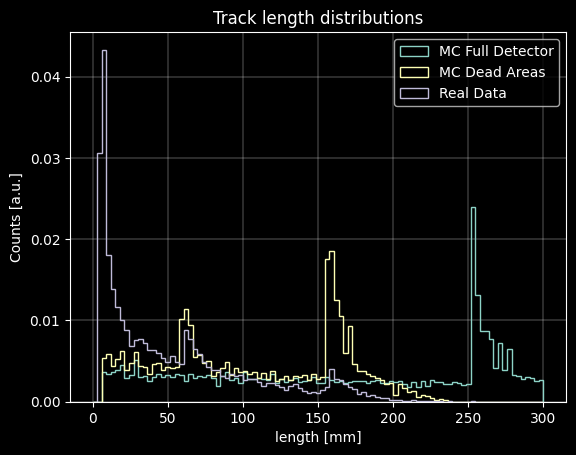 Track length distributions
MC Full Detector
MC Dead Areas
Real Data
Counts [a.u.]
0.04
0.03
0.02
0.01
0.00
0 50 100 150 200 250 300
length [mm]